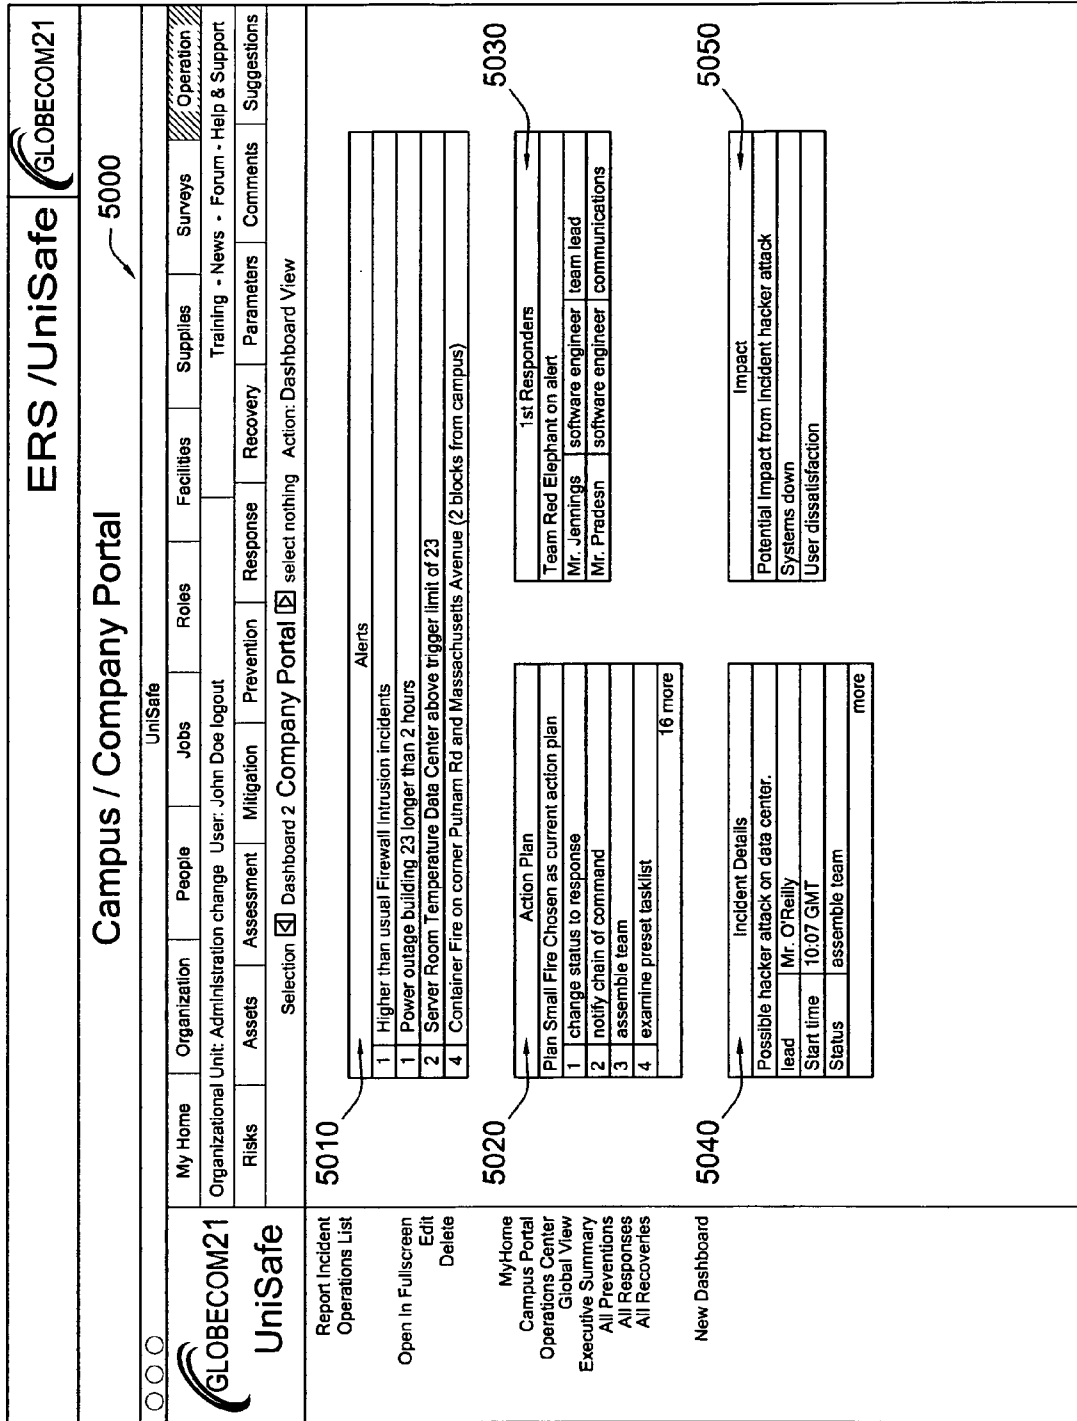 ERS /UniSafe GLOBECOM21
Campus / Company Portal 5000
UniSafe
GLOBECOM21
UniSafe
My Home Organization People Jobs Roles Facilities Supplies Surveys Operation
Organizational Unit: Administration change User: John Doe logout Training - News - Forum - Help & Support
Risks Assets Assessment Mitigation Prevention Response Recovery Parameters Comments Suggestions
Selection Dashboard 2 Company Portal select nothing Action: Dashboard View
Report Incident
Operations List
Open In Fullscreen
Edit
Delete
MyHome
Campus Portal
Operations Center
Global View
Executive Summary
All Preventions
All Responses
All Recoveries
New Dashboard
5010
Alerts
1 Higher than usual Firewall Intrusion incidents
1 Power outage building 23 longer than 2 hours
2 Server Room Temperature Data Center above trigger limit of 23
4 Container Fire on corner Putnam Rd and Massachusetts Avenue (2 blocks from campus)
5020
Action Plan
Plan Small Fire Chosen as current action plan
1 change status to response
2 notify chain of command
3 assemble team
4 examine preset tasklist
16 more
5030
1st Responders
Team Red Elephant on alert
Mr. Jennings software engineer team lead
Mr. Pradesn software engineer communications
5040
Incident Details
Possible hacker attack on data center.
lead Mr. O'Reilly
Start time 10:07 GMT
Status assemble team
more
5050
Impact
Potential Impact from incident hacker attack
Systems down
User dissatisfaction